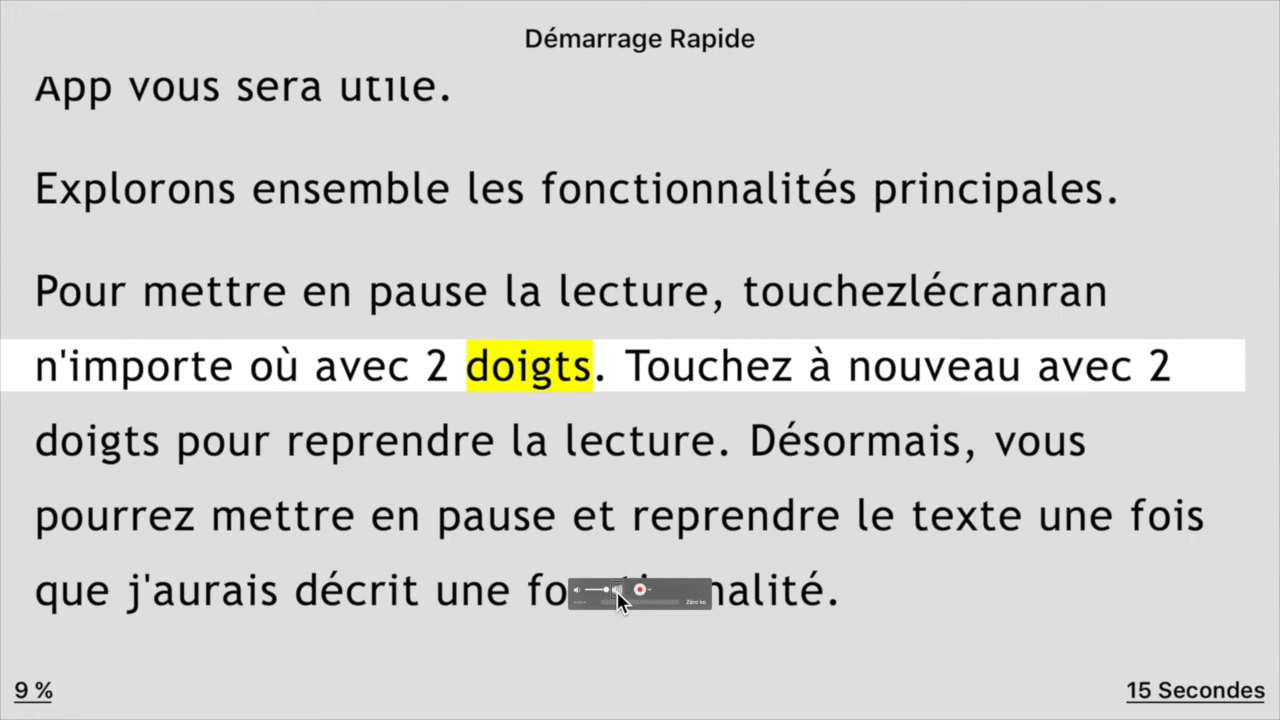 Démarrage Rapide
App vous sera utile.
Explorons ensemble les fonctionnalités principales.
Pour mettre en pause la lecture, touchezlécranran
n'importe où avec 2 doigts. Touchez à nouveau avec 2
doigts pour reprendre la lecture. Désormais, vous
pourrez mettre en pause et reprendre le texte une fois
que j'aurais décrit une fo nalité.
Zéro ko
9 %
15 Secondes